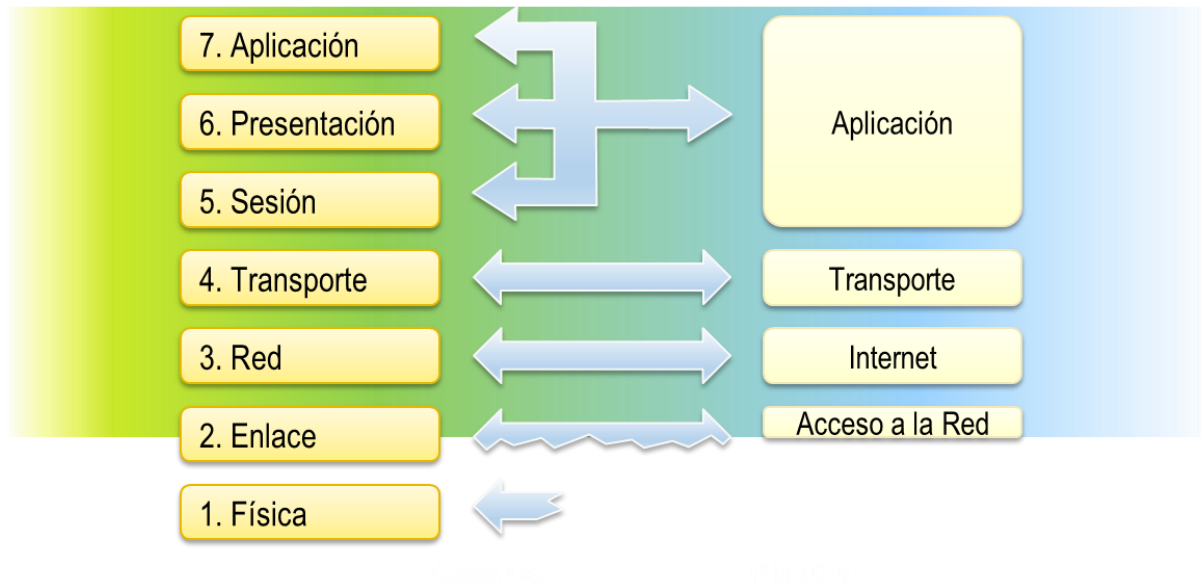 7. Aplicación
6. Presentación
5. Sesión
4. Transporte
3. Red
2. Enlace
1. Física
Aplicación
Transporte
Internet
Acceso a la Red